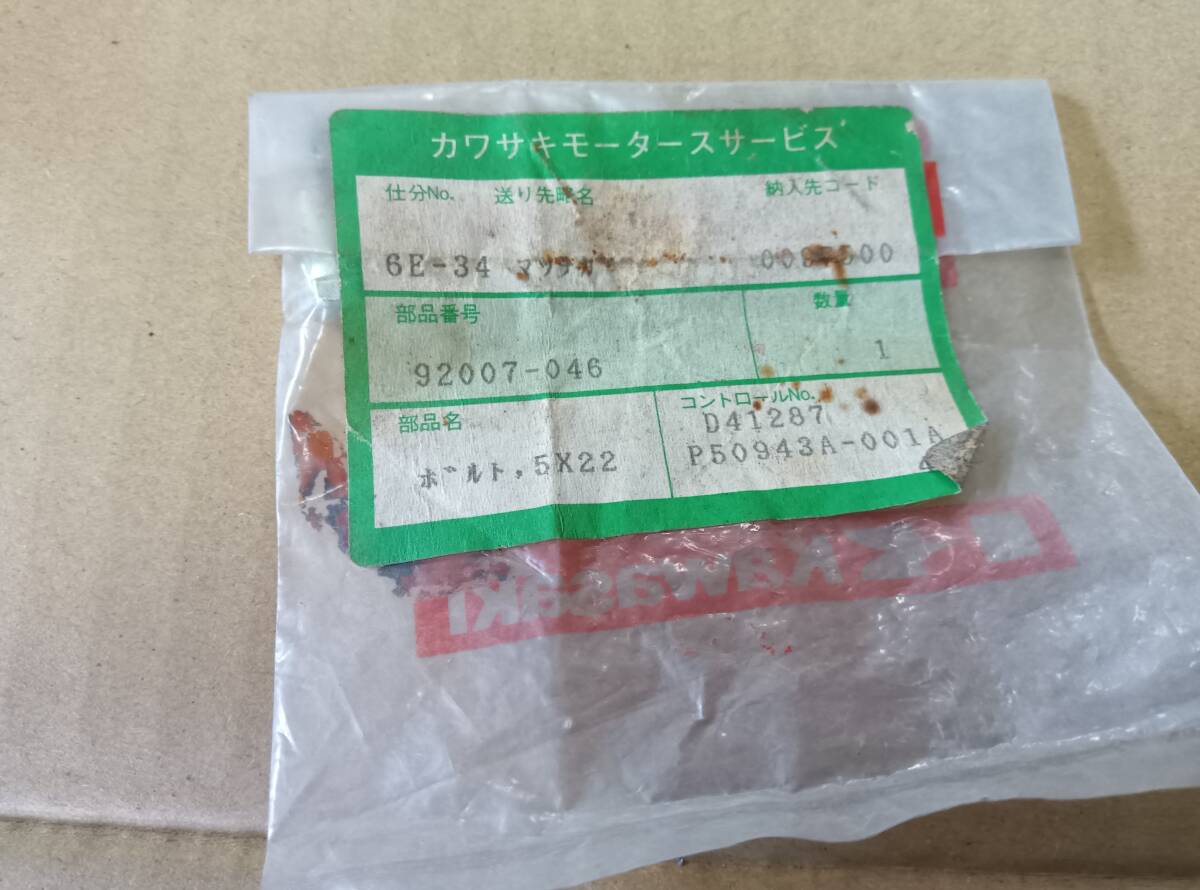 カワサキモータースサービス
仕分No. 送り先略名 納入先コード
6E-34
部品番号 数量
92007-046 1
部品名 コントロールNo.
D41287
ボルト,5X22 P50943A-001A
Kawasaki